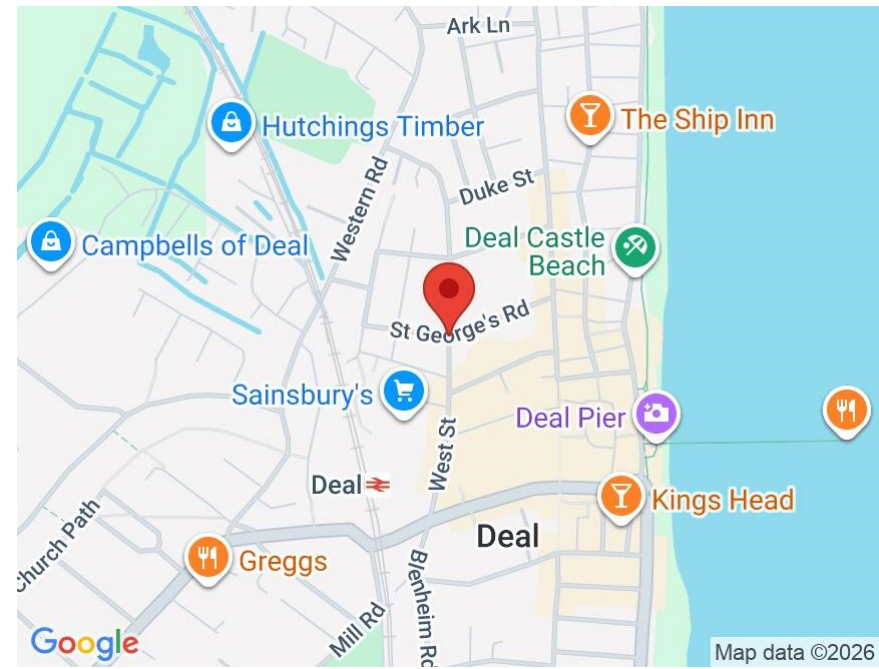 Ark Ln
Hutchings Timber
The Ship Inn
Western Rd
Duke St
Campbells of Deal
Deal Castle
Beach
St George's Rd
Sainsbury's
Deal Pier
West St
Deal
Kings Head
Church Path
Deal
Greggs
Blenheim Rd
Mill Rd
Google
Map data ©2026